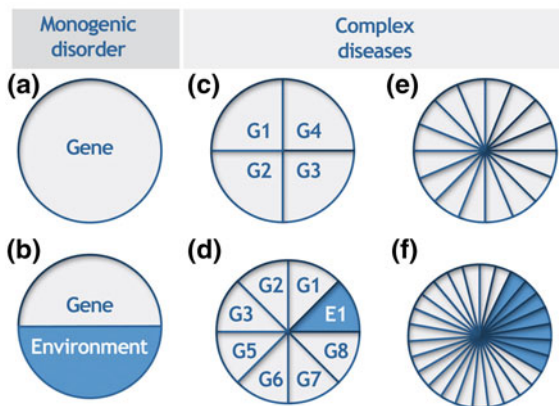 Monogenic
disorder
Complex
diseases
(a)
Gene
(c)
G1 G4
G2 G3
(e)
(b)
Gene
Environment
(d)
G2 G1
G3 E1
G5 G8
G6 G7
(f)